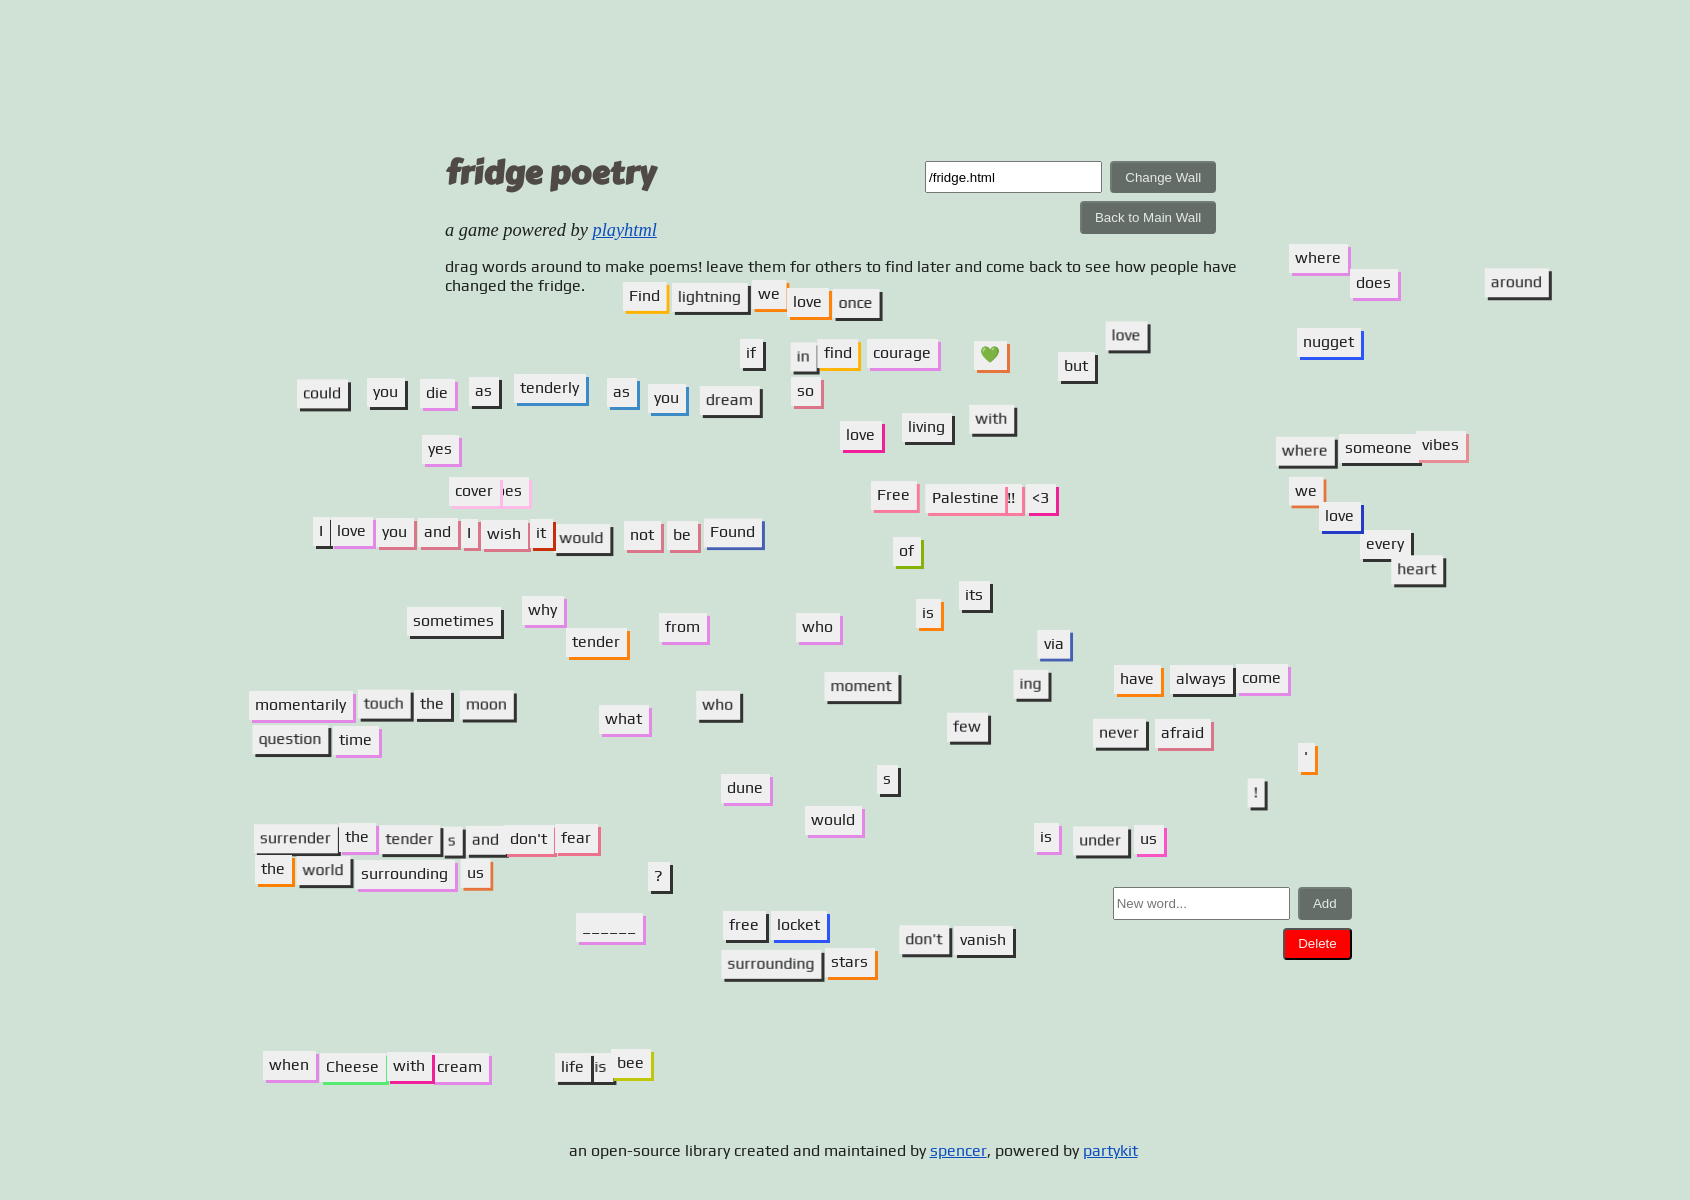 fridge poetry
/fridge.html
Change Wall
Back to Main Wall
a game powered by playhtml
drag words around to make poems! leave them for others to find later and come back to see how people have
changed the fridge.
where
does
around
Find lightning we love once
nugget
love
if in find courage 💚 but
could you die as tenderly as you dream so
love living with
yes
where someone vibes
cover es
Free Palestine !! <3
we
love
every
heart
I love you and I wish it would not be Found
of
its
is
sometimes why
tender from who
via
moment ing
have always come
momentarily touch the moon
question time
what who
few
never afraid
'
dune s
!
would
surrender the tender s and don't fear
the world surrounding us
is under us
?
New word...
Add
Delete
______
free locket
surrounding stars
don't vanish
when Cheese with cream
life is bee
an open-source library created and maintained by spencer, powered by partykit